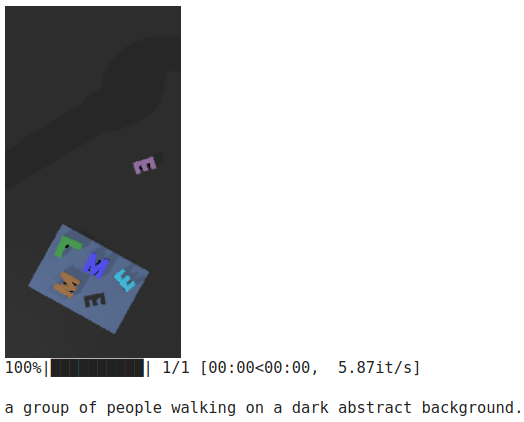 E
L M E
M E
100%|██████████| 1/1 [00:00<00:00,  5.87it/s]
a group of people walking on a dark abstract background.